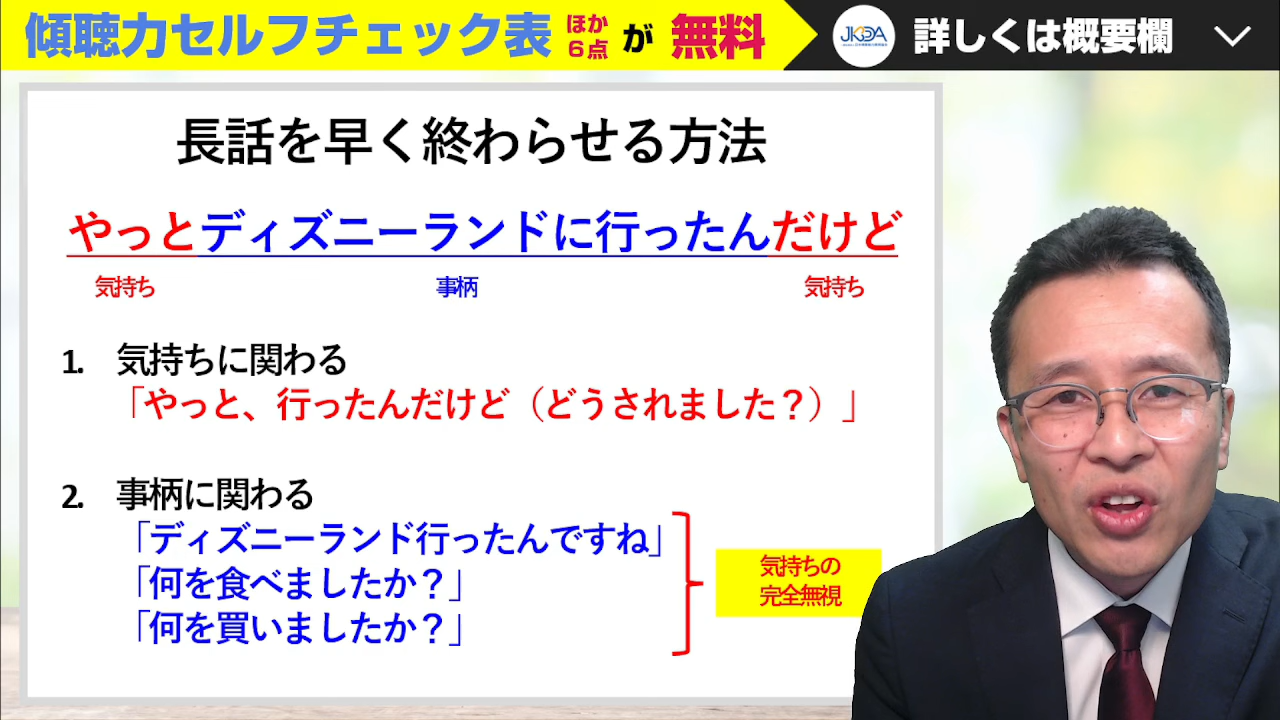 傾聴力セルフチェック表 ほか6点 が 無料
JKDA 詳しくは概要欄
長話を早く終わらせる方法
やっとディズニーランドに行ったんだけど
気持ち 事柄 気持ち
1. 気持ちに関わる
「やっと、行ったんだけど（どうされました？）」
2. 事柄に関わる
「ディズニーランド行ったんですね」
「何を食べましたか？」
「何を買いましたか？」
気持ちの
完全無視